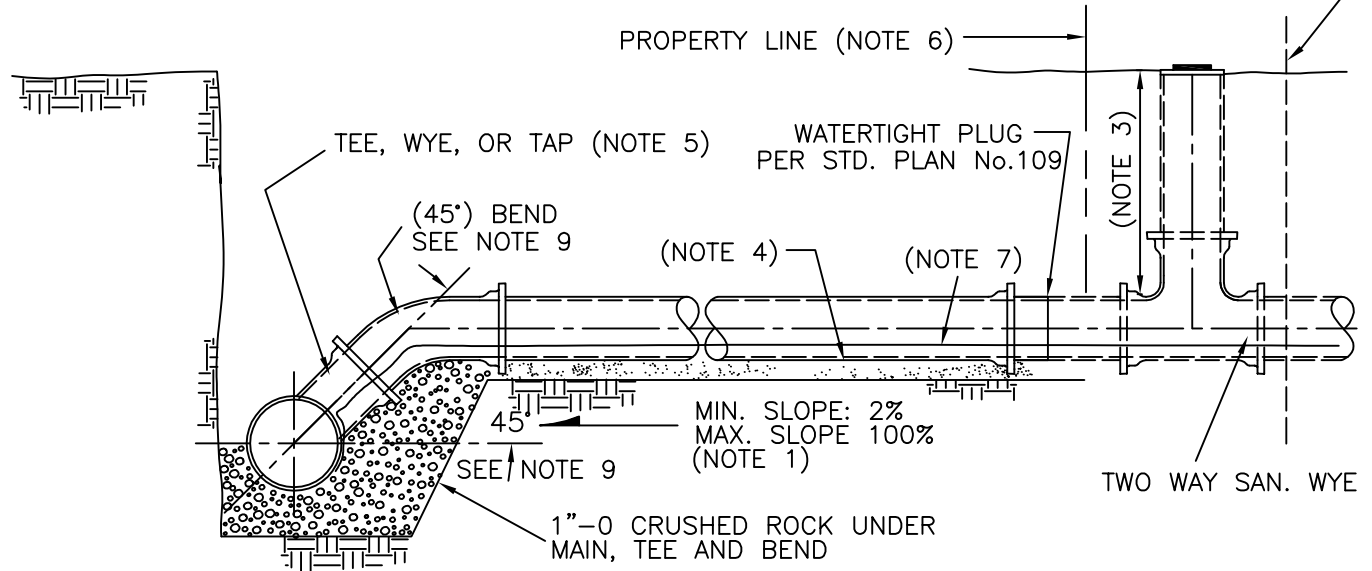 PROPERTY LINE (NOTE 6)
TEE, WYE, OR TAP (NOTE 5)
WATERTIGHT PLUG
PER STD. PLAN No.109
(NOTE 3)
(45°) BEND
SEE NOTE 9
(NOTE 4)
(NOTE 7)
45°
SEE NOTE 9
MIN. SLOPE: 2%
MAX. SLOPE 100%
(NOTE 1)
TWO WAY SAN. WYE
1"-0 CRUSHED ROCK UNDER
MAIN, TEE AND BEND